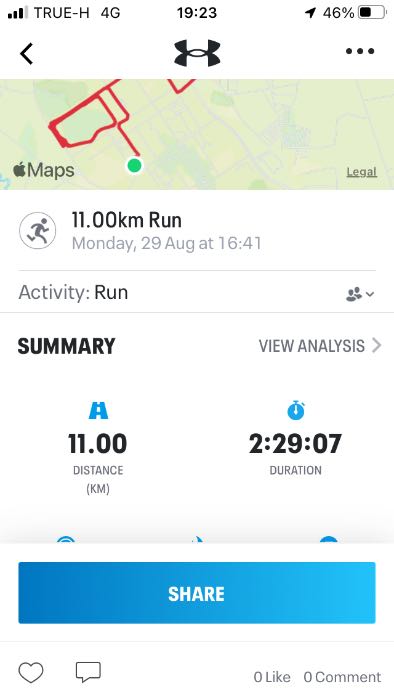 TRUE-H 4G 19:23 46%
Maps
Legal
11.00km Run
Monday, 29 Aug at 16:41
Activity: Run
SUMMARY
VIEW ANALYSIS
11.00
DISTANCE
(KM)
2:29:07
DURATION
SHARE
0 Like 0 Comment